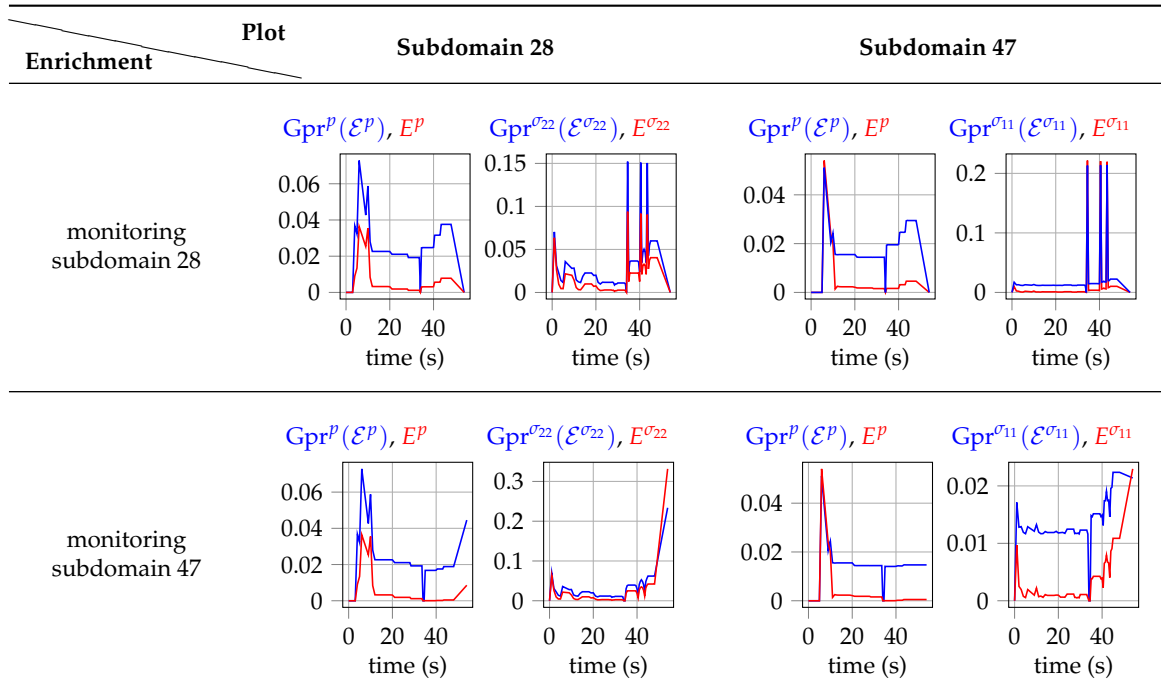 Plot
Enrichment
Subdomain 28
Subdomain 47
monitoring
subdomain 28
Gpr^p(ℰ^p), E^p
0.06
0.04
0.02
0
0 20 40
time (s)
Gpr^σ22(ℰ^σ22), E^σ22
0.15
0.1
0.05
0
0 20 40
time (s)
Gpr^p(ℰ^p), E^p
0.04
0.02
0
0 20 40
time (s)
Gpr^σ11(ℰ^σ11), E^σ11
0.2
0.1
0
0 20 40
time (s)
monitoring
subdomain 47
Gpr^p(ℰ^p), E^p
0.06
0.04
0.02
0
0 20 40
time (s)
Gpr^σ22(ℰ^σ22), E^σ22
0.3
0.2
0.1
0
0 20 40
time (s)
Gpr^p(ℰ^p), E^p
0.04
0.02
0
0 20 40
time (s)
Gpr^σ11(ℰ^σ11), E^σ11
0.02
0.01
0
0 20 40
time (s)